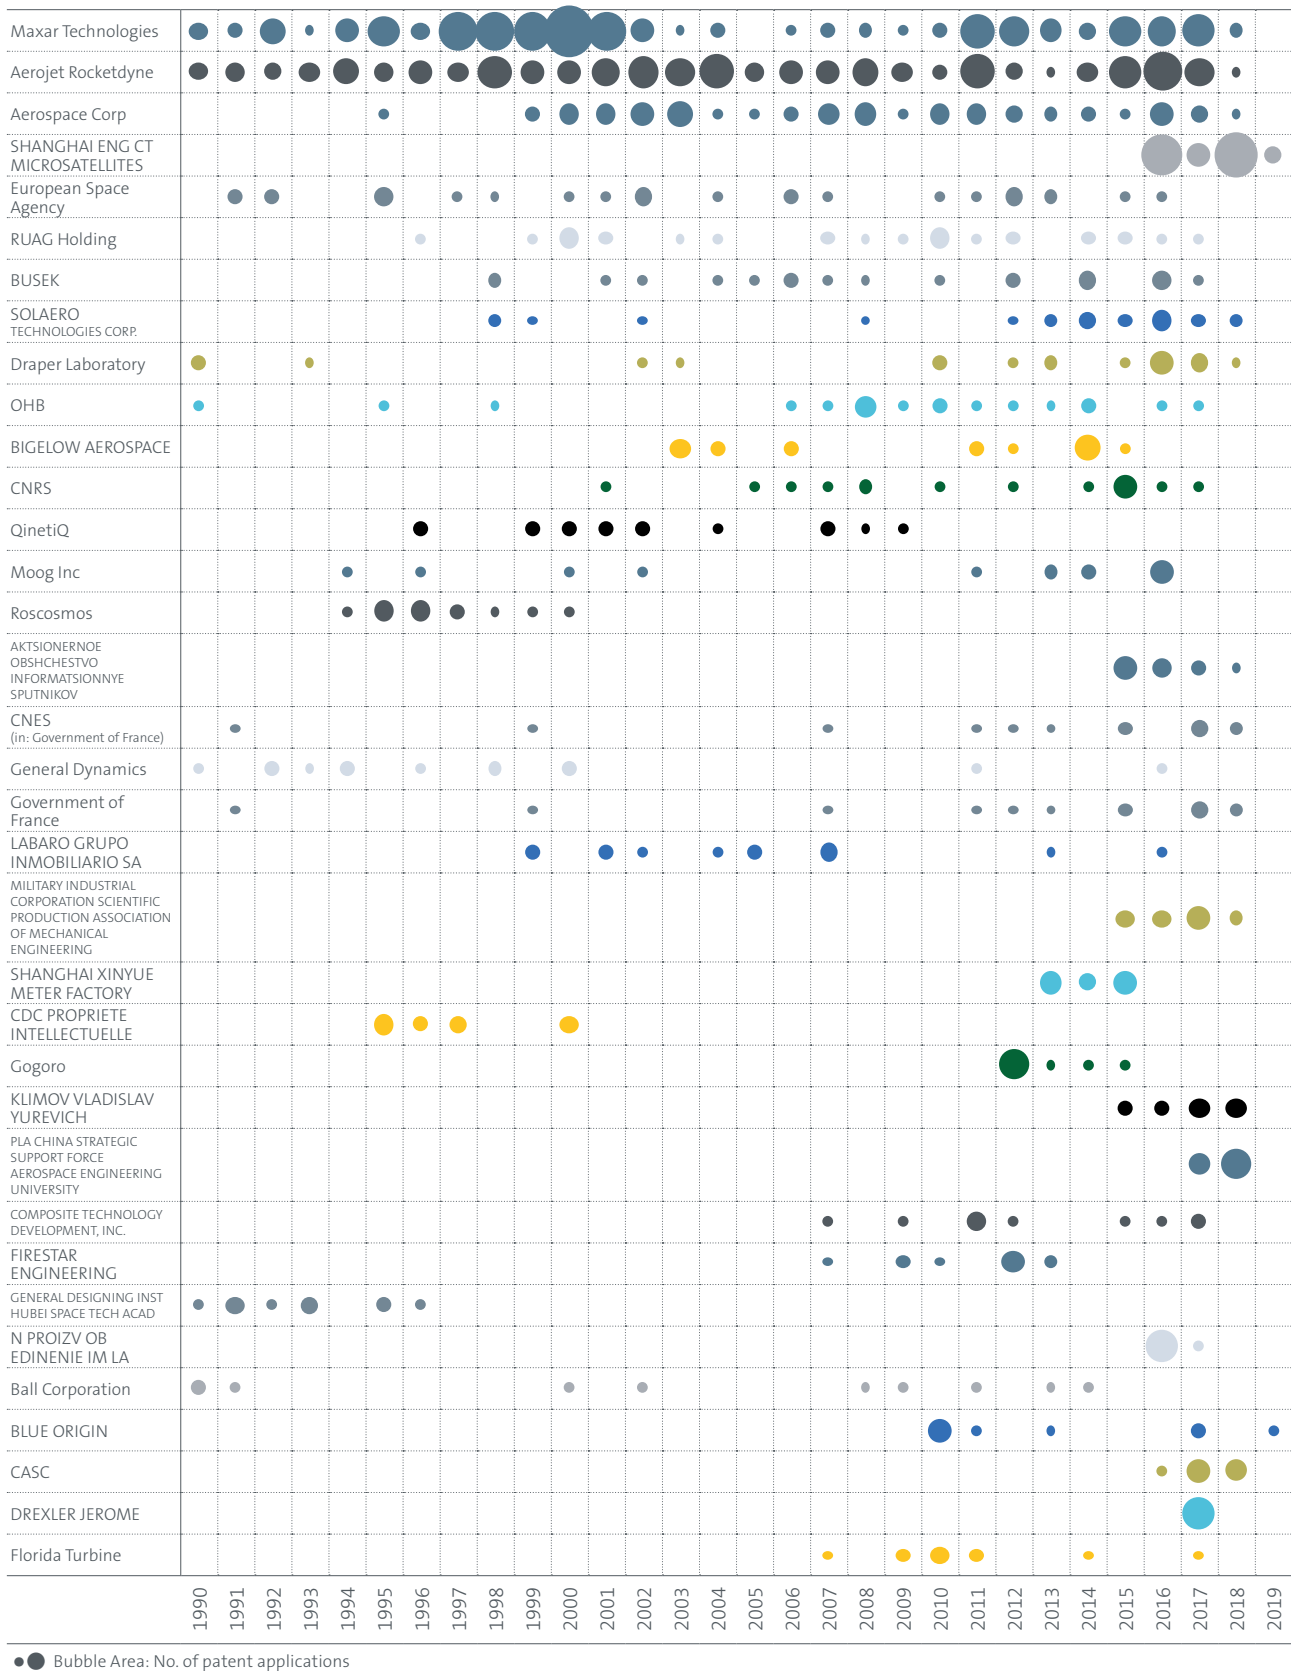 Maxar Technologies
Aerojet Rocketdyne
Aerospace Corp
SHANGHAI ENG CT
MICROSATELLITES
European Space
Agency
RUAG Holding
BUSEK
SOLAERO
TECHNOLOGIES CORP.
Draper Laboratory
OHB
BIGELOW AEROSPACE
CNRS
QinetiQ
Moog Inc
Roscosmos
AKTSIONERNOE
OBSHCHESTVO
INFORMATSIONNYE
SPUTNIKOV
CNES
(in: Government of France)
General Dynamics
Government of
France
LABARO GRUPO
INMOBILIARIO SA
MILITARY INDUSTRIAL
CORPORATION SCIENTIFIC
PRODUCTION ASSOCIATION
OF MECHANICAL
ENGINEERING
SHANGHAI XINYUE
METER FACTORY
CDC PROPRIETE
INTELLECTUELLE
Gogoro
KLIMOV VLADISLAV
YUREVICH
PLA CHINA STRATEGIC
SUPPORT FORCE
AEROSPACE ENGINEERING
UNIVERSITY
COMPOSITE TECHNOLOGY
DEVELOPMENT, INC.
FIRESTAR
ENGINEERING
GENERAL DESIGNING INST
HUBEI SPACE TECH ACAD
N PROIZV OB
EDINENIE IM LA
Ball Corporation
BLUE ORIGIN
CASC
DREXLER JEROME
Florida Turbine
1990 1991 1992 1993 1994 1995 1996 1997 1998 1999 2000 2001 2002 2003 2004 2005 2006 2007 2008 2009 2010 2011 2012 2013 2014 2015 2016 2017 2018 2019
Bubble Area: No. of patent applications